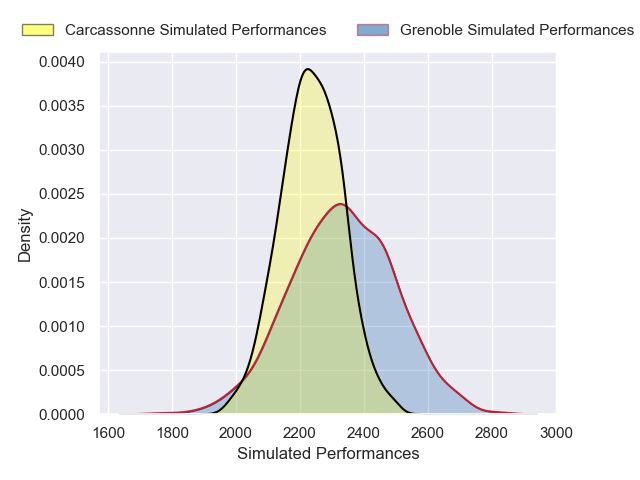 Carcassonne Simulated Performances Grenoble Simulated Performances
0.0040
0.0035
0.0030
0.0025
0.0020
0.0015
0.0010
0.0005
0.0000
Density
1600 1800 2000 2200 2400 2600 2800 3000
Simulated Performances